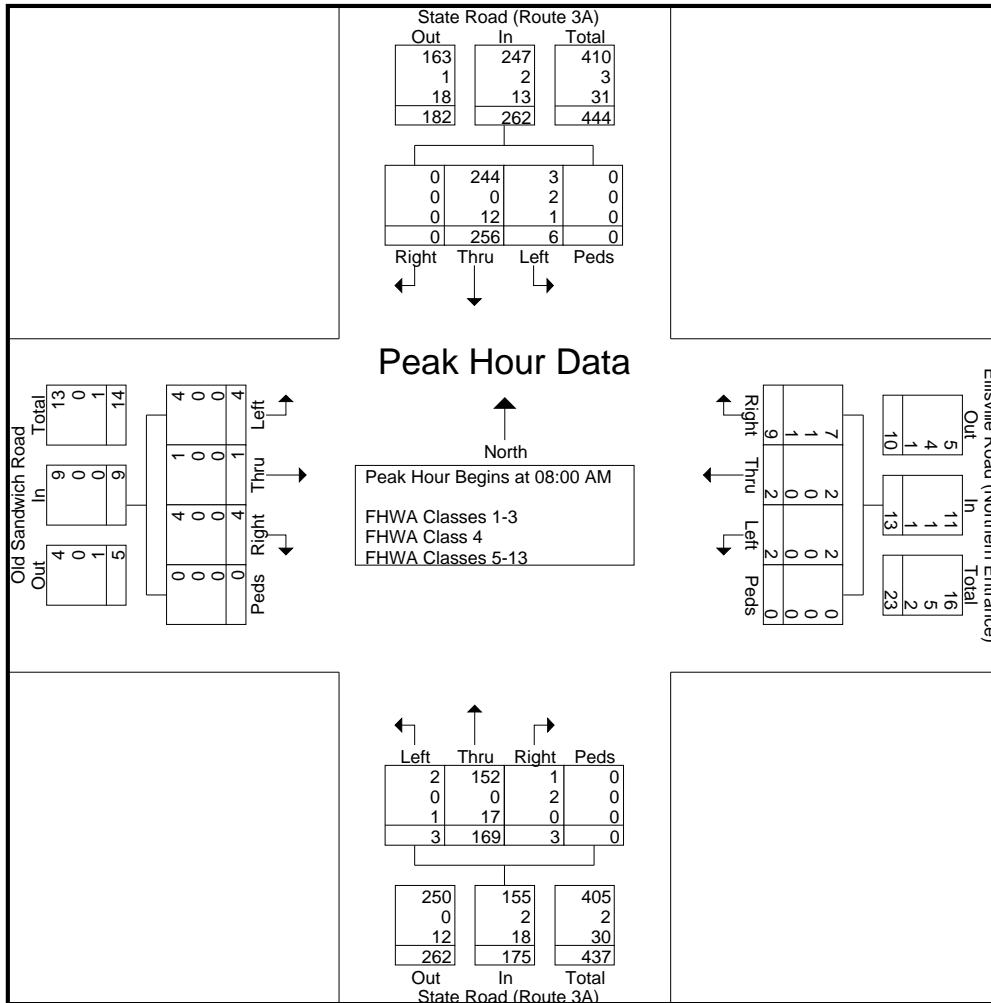 State Road (Route 3A)
Out In Total
163 247 410
1 2 3
18 13 31
182 262 444
0 244 3 0
0 0 2 0
0 12 1 0
0 256 6 0
Right Thru Left Peds
Peak Hour Data
North
Peak Hour Begins at 08:00 AM
FHWA Classes 1-3
FHWA Class 4
FHWA Classes 5-13
Old Sandwich Road
Out In Total
4 9 13
0 0 0
1 0 1
5 9 14
4 1 4 0
0 0 0 0
0 0 0 0
4 1 4 0
Left Thru Right Peds
Ellisville Road (Northern Entrance)
Out In Total
5 11 16
4 1 5
1 1 2
10 13 23
7 2 2 0
1 0 0 0
1 0 0 0
9 2 2 0
Right Thru Left Peds
Left Thru Right Peds
2 152 1 0
0 0 2 0
1 17 0 0
3 169 3 0
250 155 405
0 2 2
12 18 30
262 175 437
Out In Total
State Road (Route 3A)